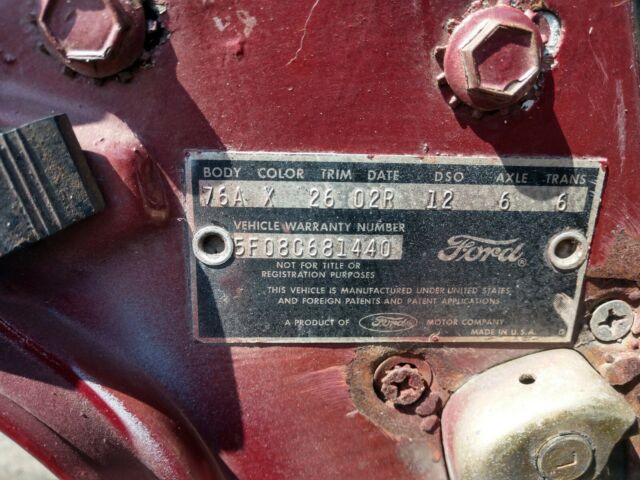 BODY COLOR TRIM DATE DSO AXLE TRANS
76A X 26 02R 12 6 6
VEHICLE WARRANTY NUMBER
5F08C681440
Ford
NOT FOR TITLE OR
REGISTRATION PURPOSES
THIS VEHICLE IS MANUFACTURED UNDER UNITED STATES
AND FOREIGN PATENTS AND PATENT APPLICATIONS
A PRODUCT OF Ford MOTOR COMPANY
MADE IN U.S.A.